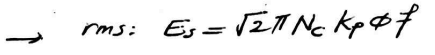 → rms: Es = √2 π Nc Kp Φ f